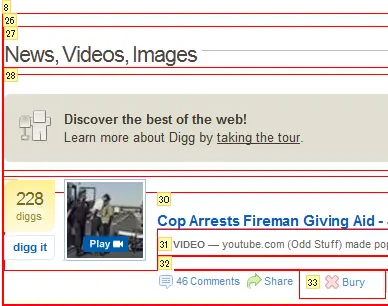 8
26
27
News, Videos, Images
28
Discover the best of the web!
Learn more about Digg by taking the tour.
228
diggs
digg it
Play
30
Cop Arrests Fireman Giving Aid -
31 VIDEO — youtube.com (Odd Stuff) made pop
32
46 Comments Share 33 Bury